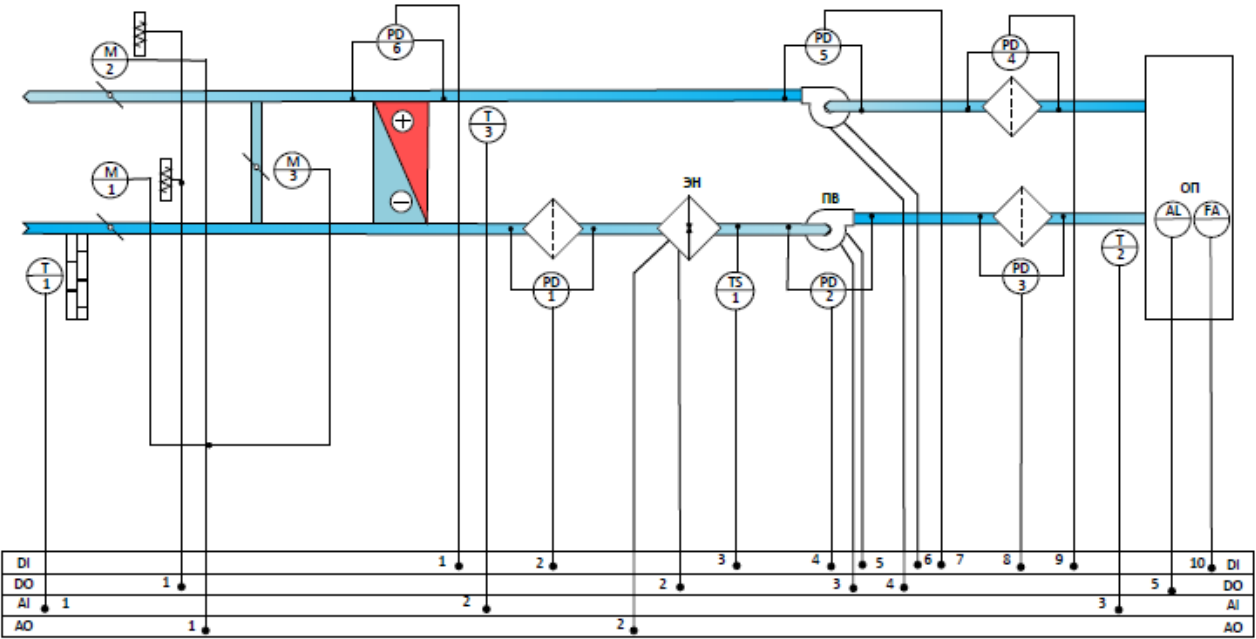 PD
6
PD
5
PD
4
M
2
T
3
M
1
M
3
ЭН
ПВ
ОП
AL
FA
T
1
PD
1
TS
1
PD
2
PD
3
T
2
DI 1 2 3 4 5 6 7 8 9 10 DI
DO 1 2 3 4 5 DO
AI 1 2 3 AI
AO 1 2 AO